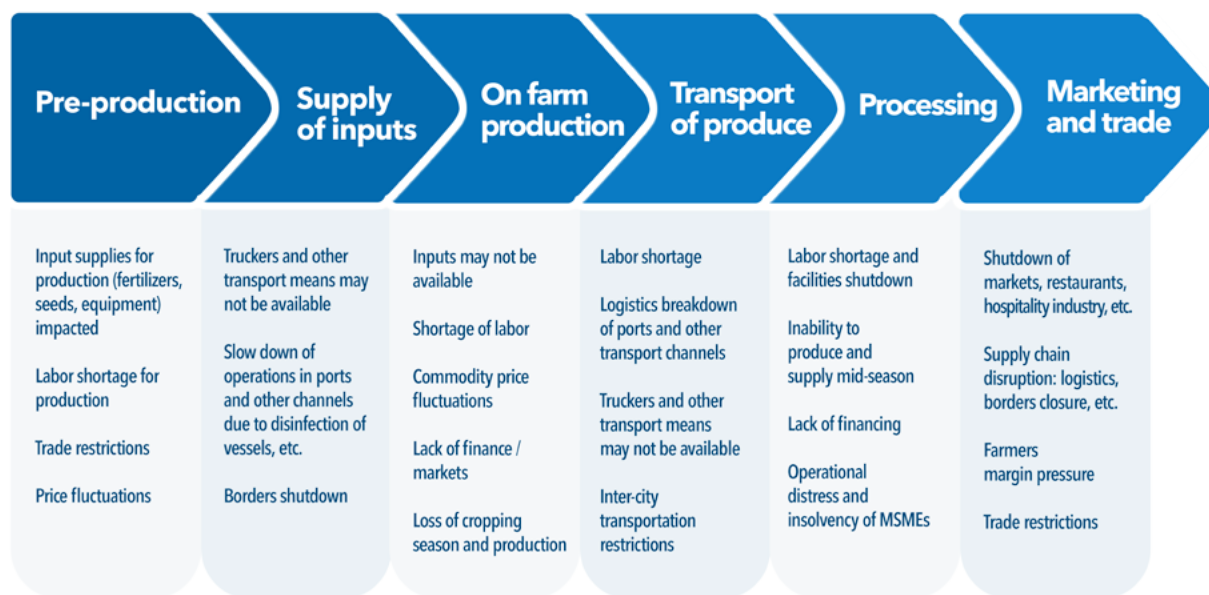 Pre-production
Supply
of inputs
On farm
production
Transport
of produce
Processing
Marketing
and trade
Input supplies for
production (fertilizers,
seeds, equipment)
impacted
Labor shortage for
production
Trade restrictions
Price fluctuations
Truckers and other
transport means may
not be available
Slow down of
operations in ports
and other channels
due to disinfection of
vessels, etc.
Borders shutdown
Inputs may not be
available
Shortage of labor
Commodity price
fluctuations
Lack of finance /
markets
Loss of cropping
season and production
Labor shortage
Logistics breakdown
of ports and other
transport channels
Truckers and other
transport means
may not be available
Inter-city
transportation
restrictions
Labor shortage and
facilities shutdown
Inability to
produce and
supply mid-season
Lack of financing
Operational
distress and
insolvency of MSMEs
Shutdown of
markets, restaurants,
hospitality industry, etc.
Supply chain
disruption: logistics,
borders closure, etc.
Farmers
margin pressure
Trade restrictions